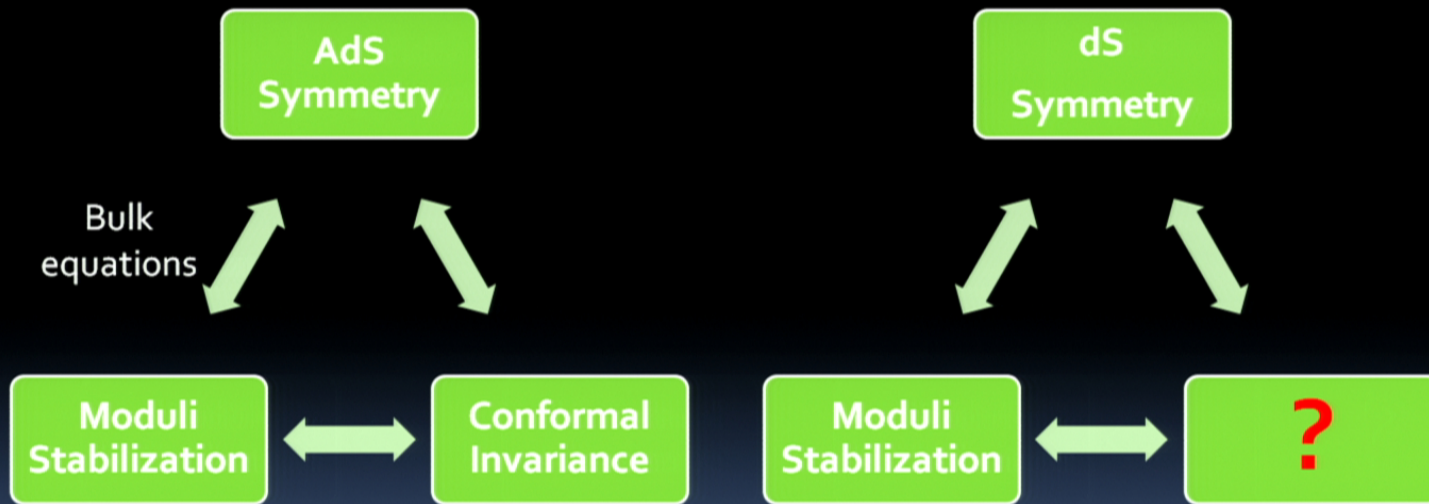 AdS
Symmetry
dS
Symmetry
Bulk
equations
Moduli
Stabilization
Conformal
Invariance
Moduli
Stabilization
?